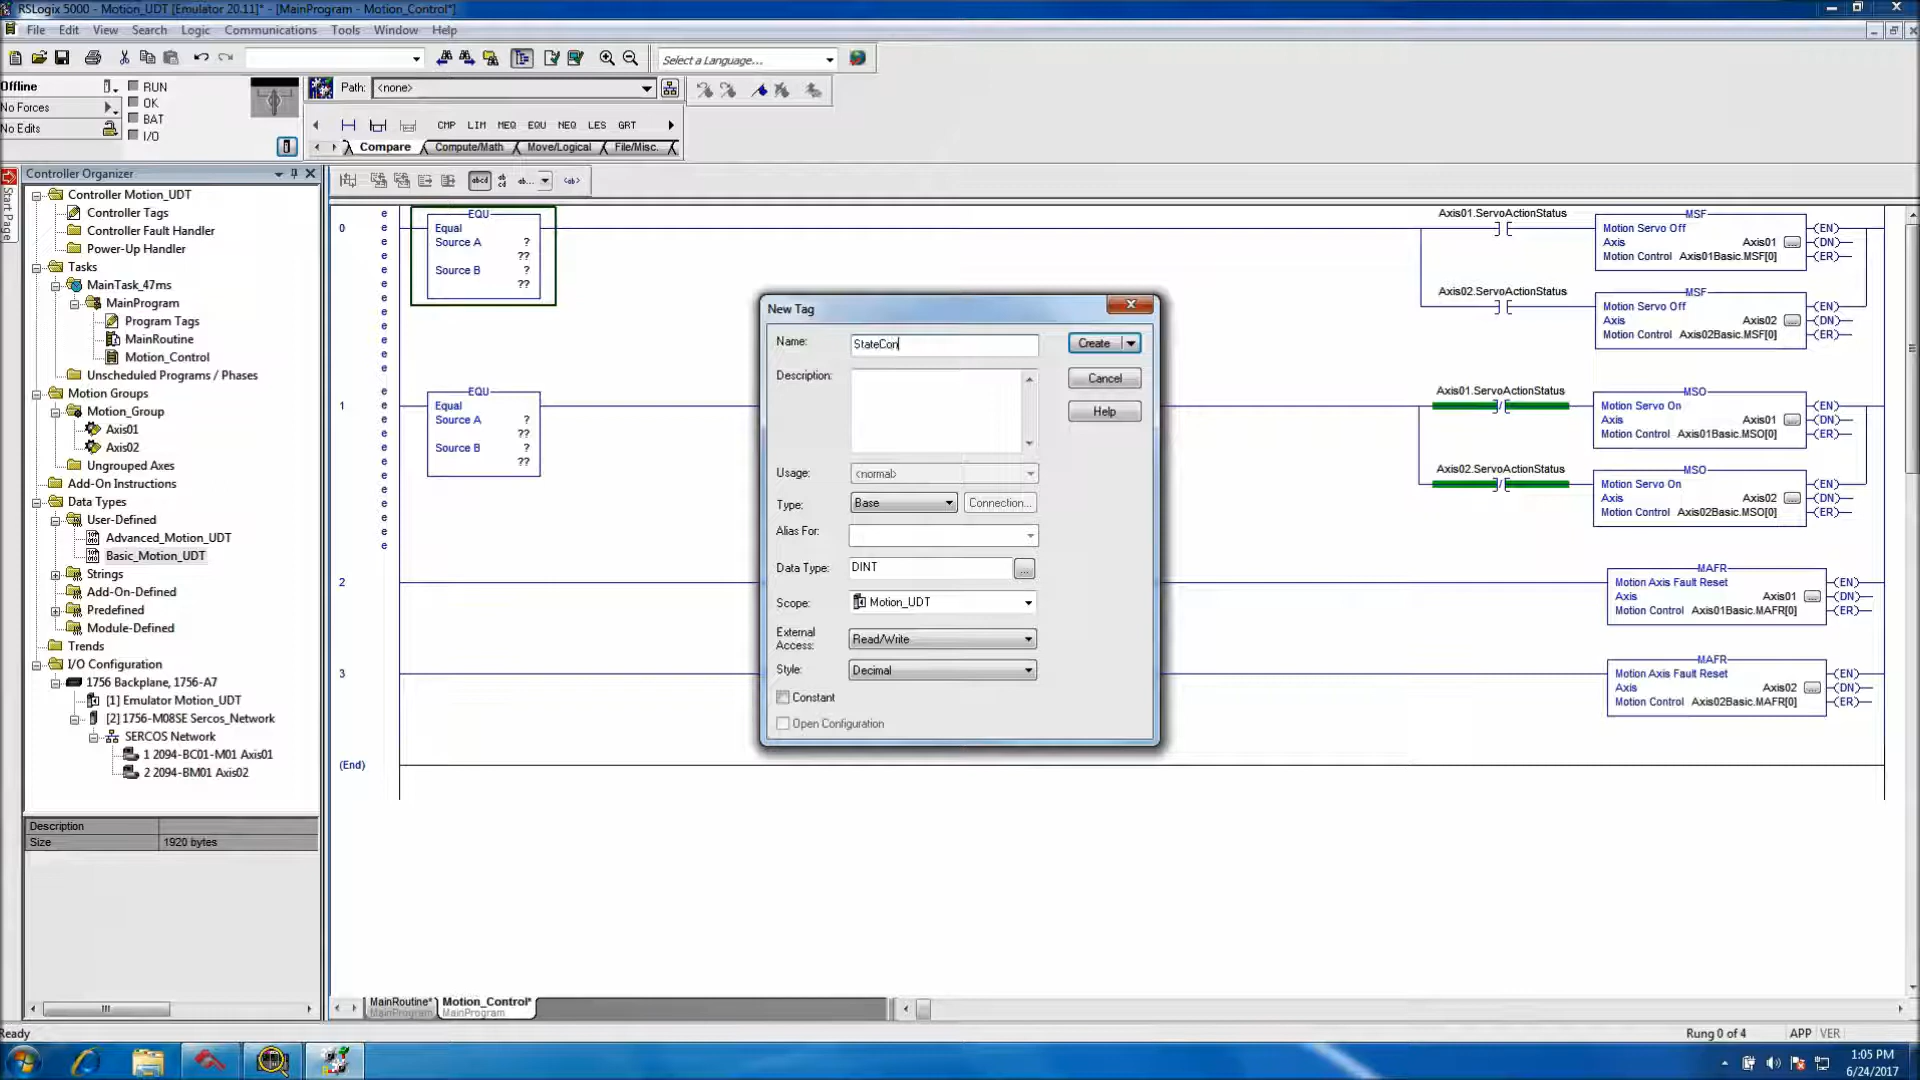 RSLogix 5000 - Motion_UDT [Emulator 20.11]* - [MainProgram - Motion_Control*]
File Edit View Search Logic Communications Tools Window Help
Select a Language...
Offline RUN Path: <none>
No Forces OK
No Edits BAT
I/O
CMP LIM MEQ EQU NEQ LES GRT
Compare Compute/Math Move/Logical File/Misc.
Start Page
Controller Organizer
Controller Motion_UDT
Controller Tags
Controller Fault Handler
Power-Up Handler
Tasks
MainTask_47ms
MainProgram
Program Tags
MainRoutine
Motion_Control
Unscheduled Programs / Phases
Motion Groups
Motion_Group
Axis01
Axis02
Ungrouped Axes
Add-On Instructions
Data Types
User-Defined
Advanced_Motion_UDT
Basic_Motion_UDT
Strings
Add-On-Defined
Predefined
Module-Defined
Trends
I/O Configuration
1756 Backplane, 1756-A7
[1] Emulator Motion_UDT
[2] 1756-M08SE Sercos_Network
SERCOS Network
1 2094-BC01-M01 Axis01
2 2094-BM01 Axis02
Description
Size 1920 bytes
abcd ab cd ab... <ab>
0
e
e
e
e
e
e
e
e
e
e
e
e
EQU
Equal
Source A ?
??
Source B ?
??
Axis01.ServoActionStatus
MSF
Motion Servo Off
Axis Axis01 ...
Motion Control Axis01Basic.MSF[0]
(EN)
(DN)
(ER)
Axis02.ServoActionStatus
MSF
Motion Servo Off
Axis Axis02 ...
Motion Control Axis02Basic.MSF[0]
(EN)
(DN)
(ER)
1
e
e
e
e
e
e
e
e
e
e
e
e
EQU
Equal
Source A ?
??
Source B ?
??
Axis01.ServoActionStatus
MSO
Motion Servo On
Axis Axis01 ...
Motion Control Axis01Basic.MSO[0]
(EN)
(DN)
(ER)
Axis02.ServoActionStatus
MSO
Motion Servo On
Axis Axis02 ...
Motion Control Axis02Basic.MSO[0]
(EN)
(DN)
(ER)
2
MAFR
Motion Axis Fault Reset
Axis Axis01 ...
Motion Control Axis01Basic.MAFR[0]
(EN)
(DN)
(ER)
3
MAFR
Motion Axis Fault Reset
Axis Axis02 ...
Motion Control Axis02Basic.MAFR[0]
(EN)
(DN)
(ER)
(End)
New Tag
Name: StateCon Create
Description: Cancel
Help
Usage: <normal>
Type: Base Connection...
Alias For:
Data Type: DINT ...
Scope: Motion_UDT
External Access: Read/Write
Style: Decimal
Constant
Open Configuration
MainRoutine* Motion_Control*
MainProgram MainProgram
Ready Rung 0 of 4 APP VER
1:05 PM
6/24/2017